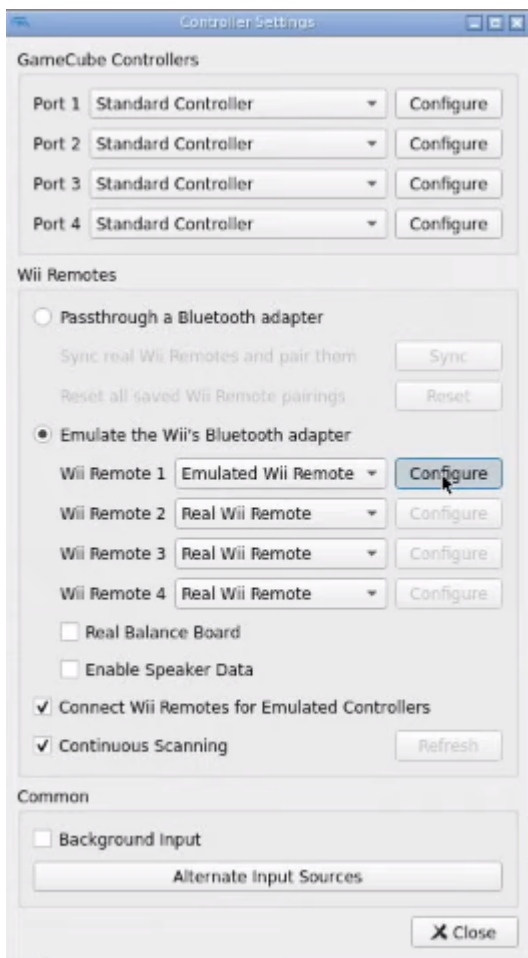 Controller Settings
GameCube Controllers
Port 1 Standard Controller Configure
Port 2 Standard Controller Configure
Port 3 Standard Controller Configure
Port 4 Standard Controller Configure
Wii Remotes
Passthrough a Bluetooth adapter
Sync real Wii Remotes and pair them Sync
Reset all saved Wii Remote pairings Reset
Emulate the Wii's Bluetooth adapter
Wii Remote 1 Emulated Wii Remote Configure
Wii Remote 2 Real Wii Remote Configure
Wii Remote 3 Real Wii Remote Configure
Wii Remote 4 Real Wii Remote Configure
Real Balance Board
Enable Speaker Data
Connect Wii Remotes for Emulated Controllers
Continuous Scanning Refresh
Common
Background Input
Alternate Input Sources
Close